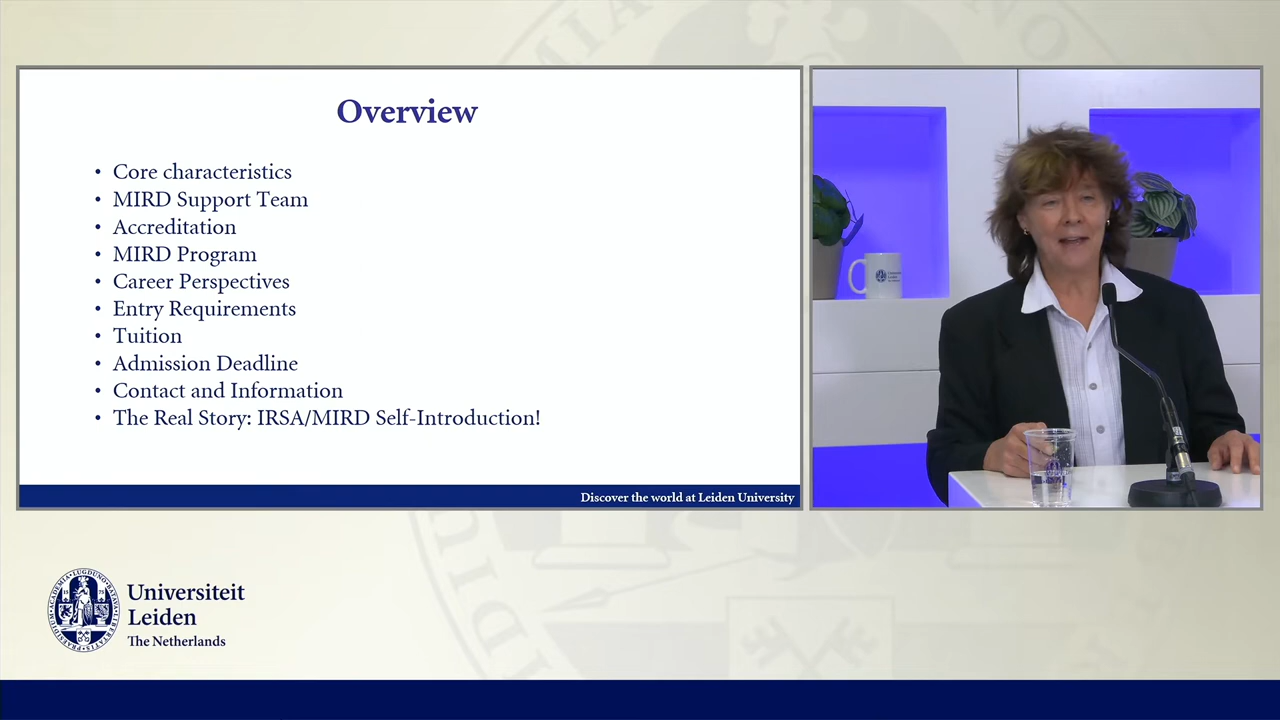 Overview
• Core characteristics
• MIRD Support Team
• Accreditation
• MIRD Program
• Career Perspectives
• Entry Requirements
• Tuition
• Admission Deadline
• Contact and Information
• The Real Story: IRSA/MIRD Self-Introduction!
Discover the world at Leiden University
Universiteit
Leiden
The Netherlands